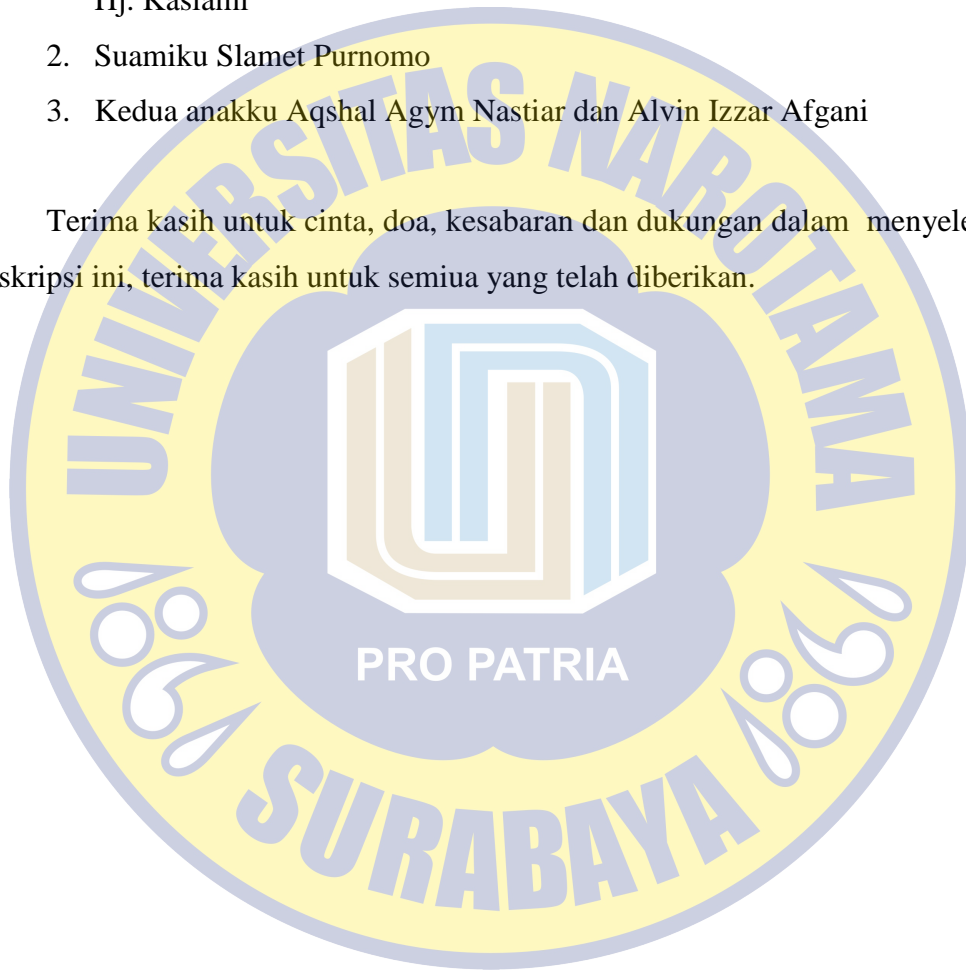 Hj. Kasiami
2. Suamiku Slamet Purnomo
3. Kedua anakku Aqshal Agym Nastiar dan Alvin Izzar Afgani
Terima kasih untuk cinta, doa, kesabaran dan dukungan dalam menyele
skripsi ini, terima kasih untuk semiua yang telah diberikan.
UNIVERSITAS NAROTAMA
PRO PATRIA
SURABAYA